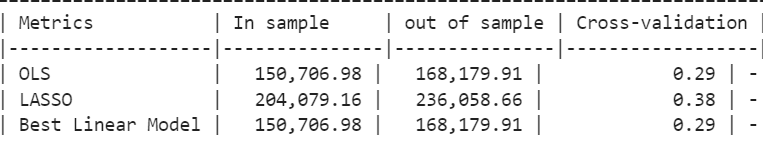 | Metrics | In sample | out of sample | Cross-validation |
|--------------------|---------------|---------------|------------------|
| OLS | 150,706.98 | 168,179.91 | 0.29 | -
| LASSO | 204,079.16 | 236,058.66 | 0.38 | -
| Best Linear Model | 150,706.98 | 168,179.91 | 0.29 | -